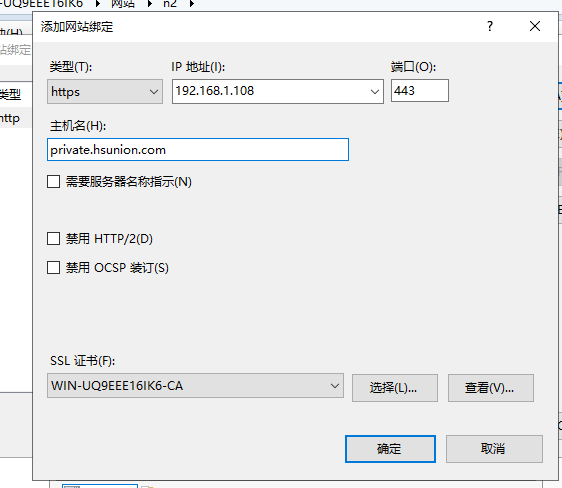 -UQ9EEE16IK6 › 网站 › n2 ›
添加网站绑定 ?
站绑定
类型
http
类型(T): IP 地址(I): 端口(O):
https 192.168.1.108 443
主机名(H):
private.hsunion.com
需要服务器名称指示(N)
禁用 HTTP/2(D)
禁用 OCSP 装订(S)
SSL 证书(F):
WIN-UQ9EEE16IK6-CA 选择(L)... 查看(V)...
确定 取消